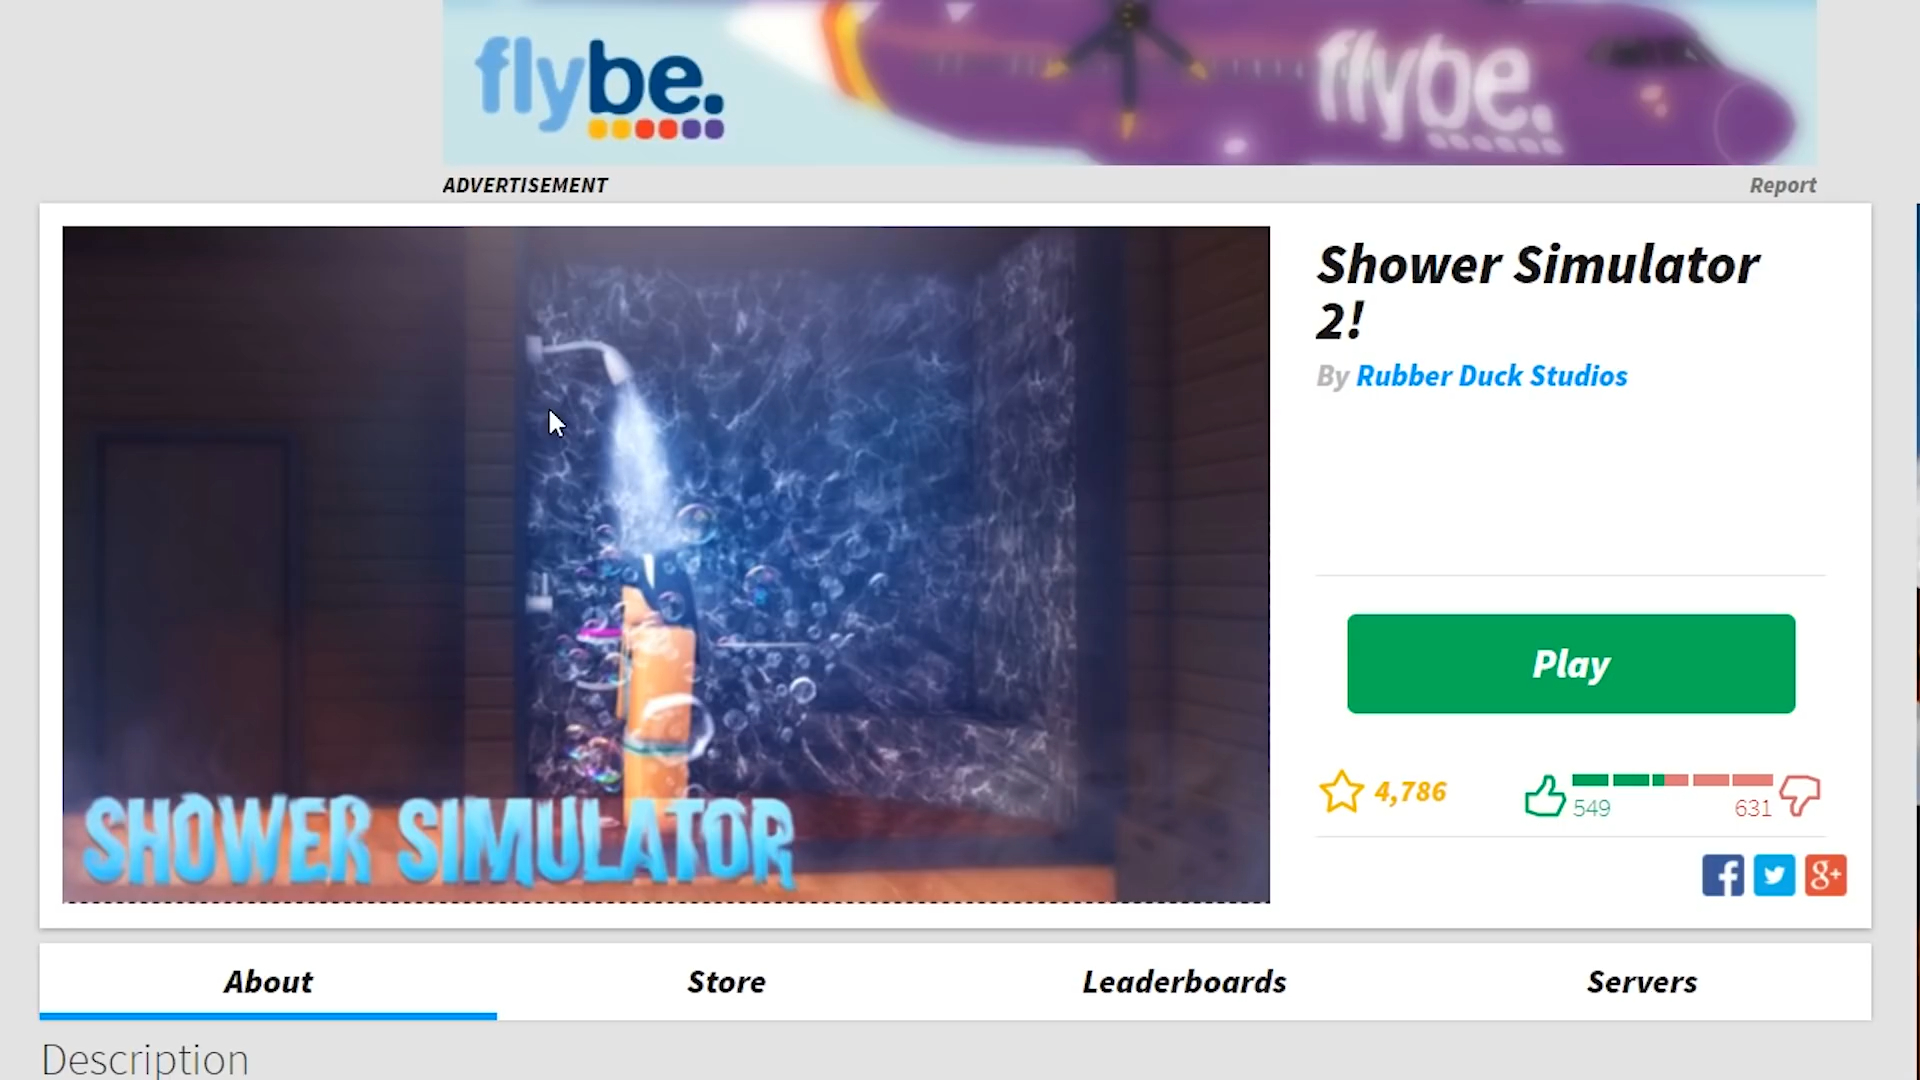 flybe.
flybe.
ADVERTISEMENT
Report
Shower Simulator
2!
By Rubber Duck Studios
Play
4,786
549
631
SHOWER SIMULATOR
f
g+
About
Store
Leaderboards
Servers
Description